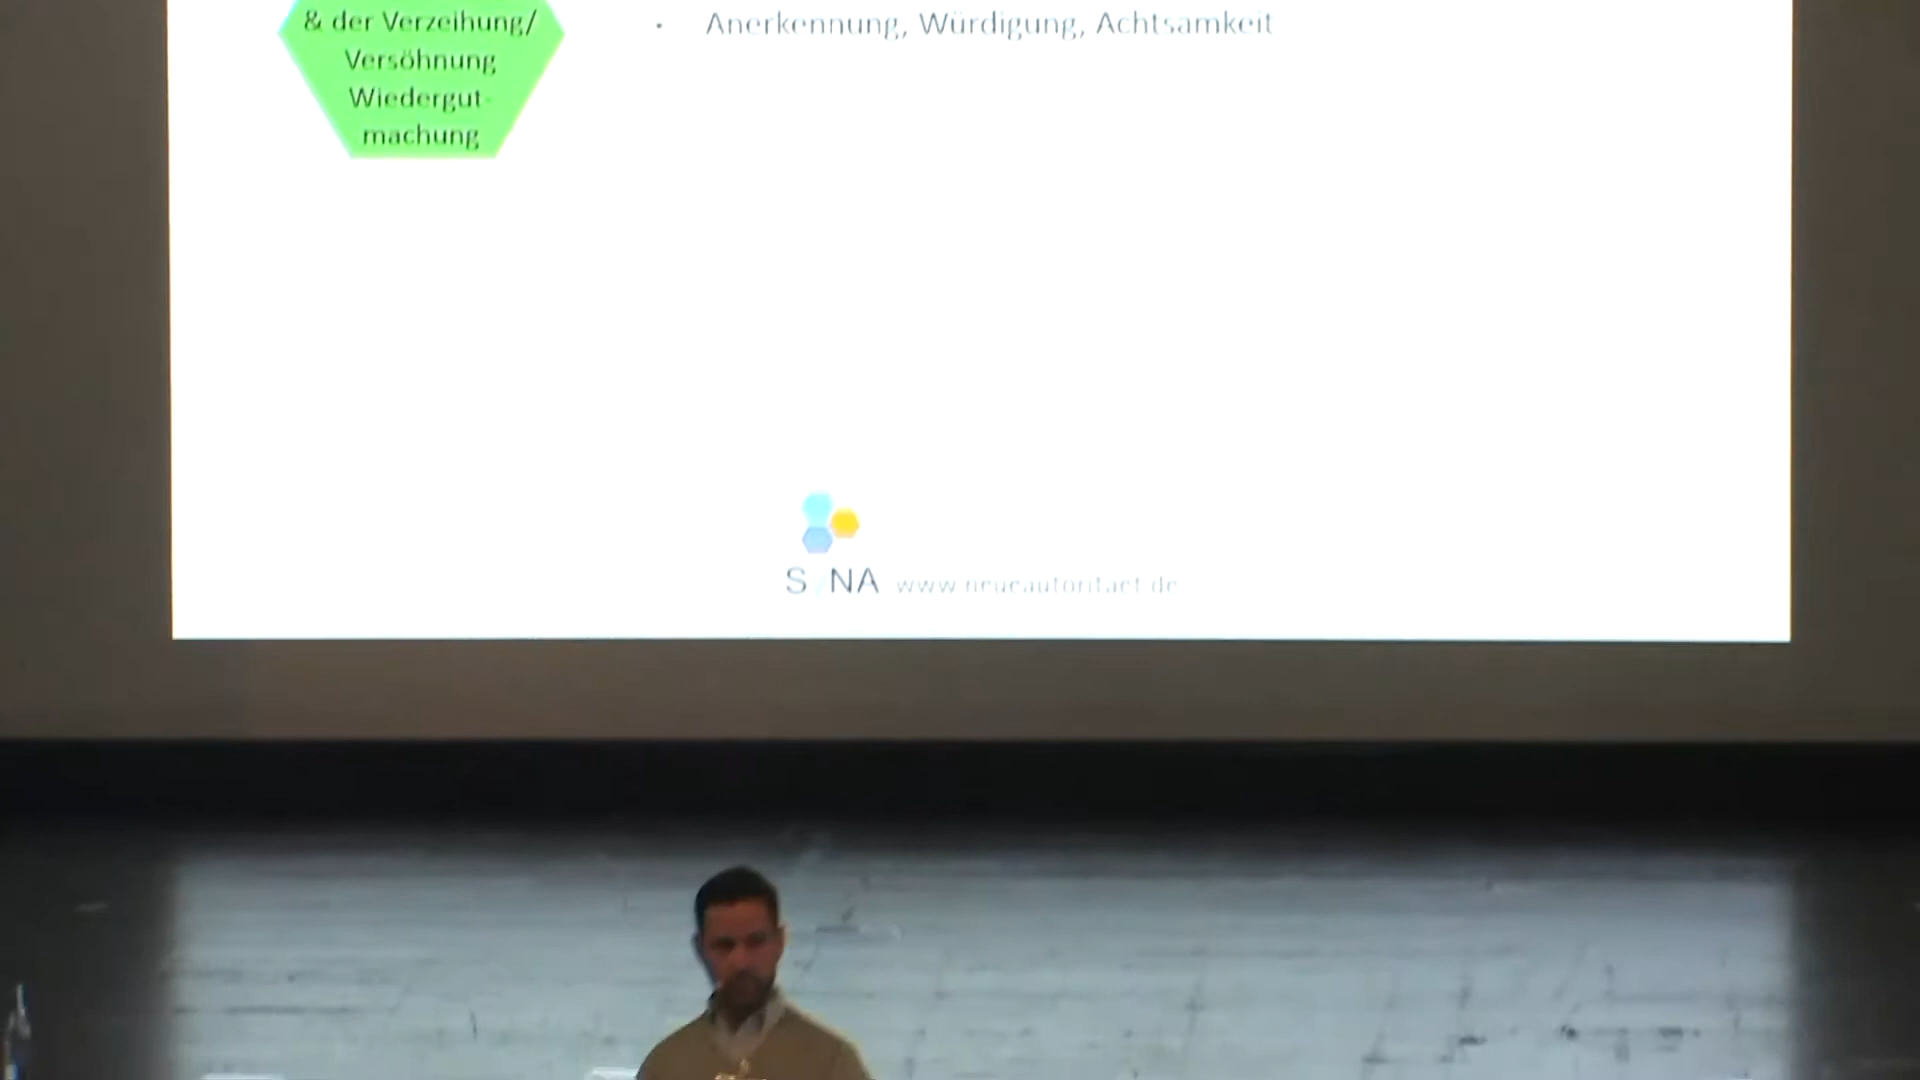 & der Verzeihung/
Versöhnung
Wiedergut-
machung
• Anerkennung, Würdigung, Achtsamkeit
SyNA www.neueautoritaet.de